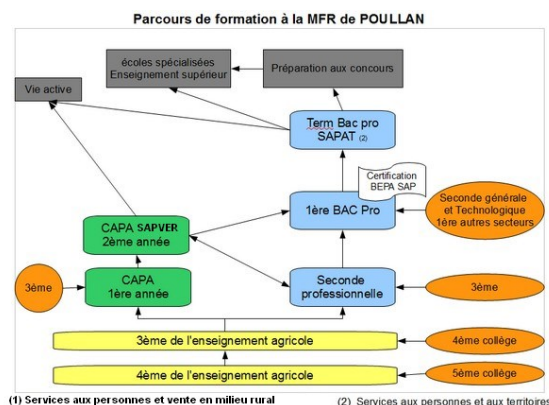 Parcours de formation à la MFR de POULLAN
écoles spécialisées
Enseignement supérieur
Préparation aux concours
Vie active
Term Bac pro
SAPAT (2)
Certification
BEPA SAP
1ère BAC Pro
Seconde générale
et Technologique
1ère autres secteurs
CAPA SAPVER
2ème année
3éme
CAPA
1ère année
Seconde
professionnelle
3ème
3ème de l'enseignement agricole
4ème collège
4ème de l'enseignement agricole
5ème collège
(1) Services aux personnes et vente en milieu rural
(2) Services aux personnes et aux territoires